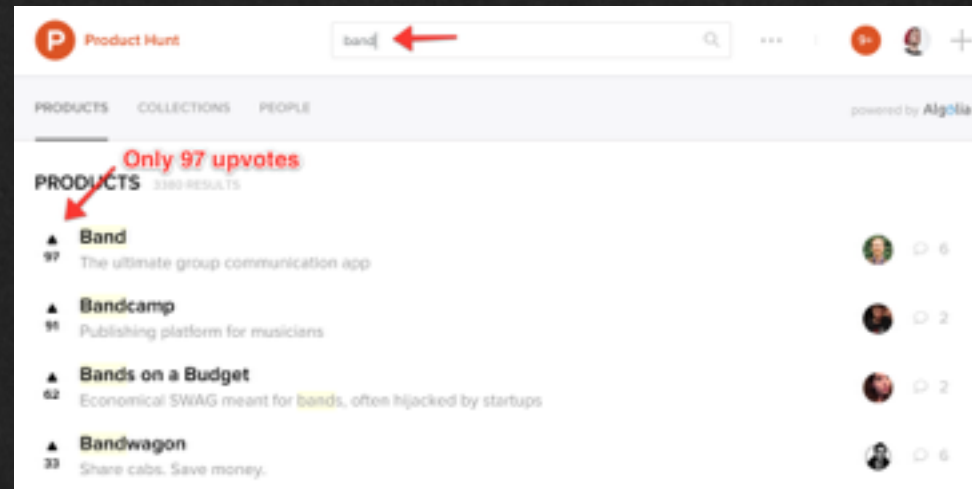 Product Hunt
band
9+
PRODUCTS COLLECTIONS PEOPLE
powered by Algolia
Only 97 upvotes
PRODUCTS 3380 RESULTS
Band
97
The ultimate group communication app
6
Bandcamp
91
Publishing platform for musicians
2
Bands on a Budget
62
Economical SWAG meant for bands, often hijacked by startups
2
Bandwagon
33
Share cabs. Save money.
6